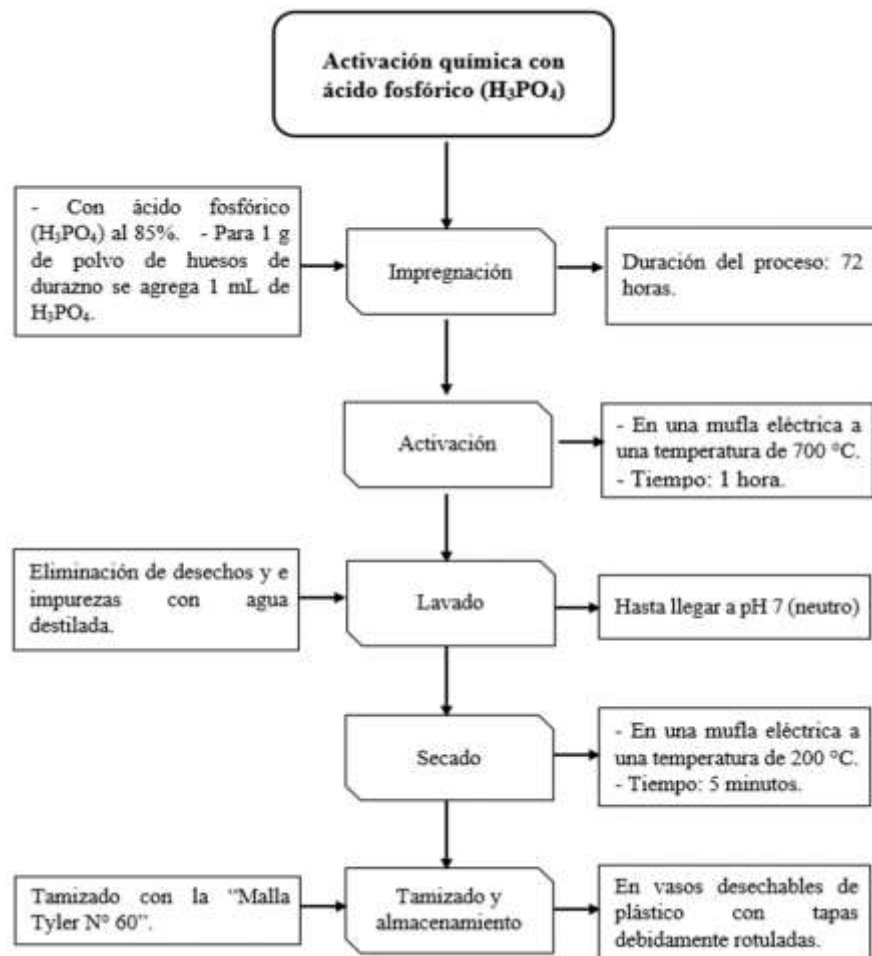 Activación química con
ácido fosfórico (H₃PO₄)
- Con ácido fosfórico
(H₃PO₄) al 85%. - Para 1 g
de polvo de huesos de
durazno se agrega 1 mL de
H₃PO₄.
Impregnación
Duración del proceso: 72
horas.
Activación
- En una mufla eléctrica a
una temperatura de 700 °C.
- Tiempo: 1 hora.
Eliminación de desechos y e
impurezas con agua
destilada.
Lavado
Hasta llegar a pH 7 (neutro)
Secado
- En una mufla eléctrica a
una temperatura de 200 °C.
- Tiempo: 5 minutos.
Tamizado con la “Malla
Tyler N° 60”.
Tamizado y
almacenamiento
En vasos desechables de
plástico con tapas
debidamente rotuladas.